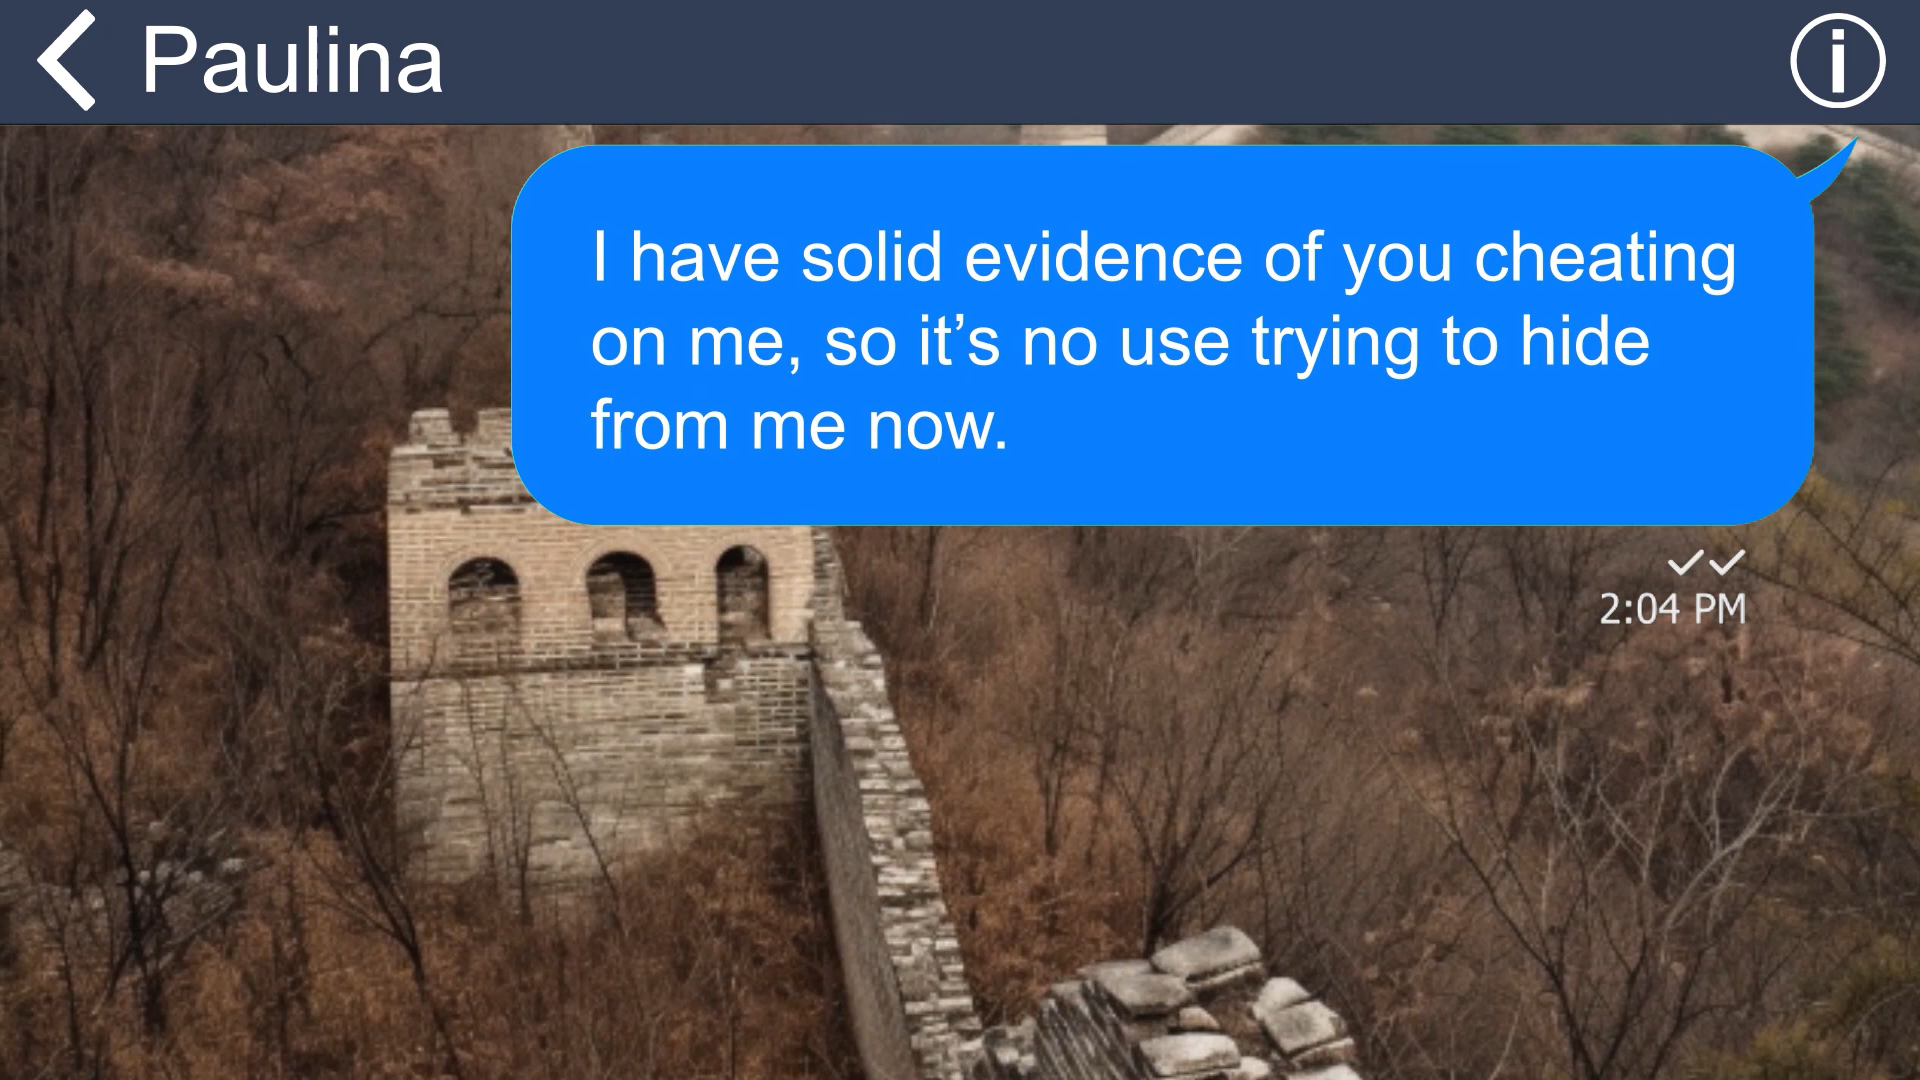 Paulina
I have solid evidence of you cheating
on me, so it’s no use trying to hide
from me now.
2:04 PM